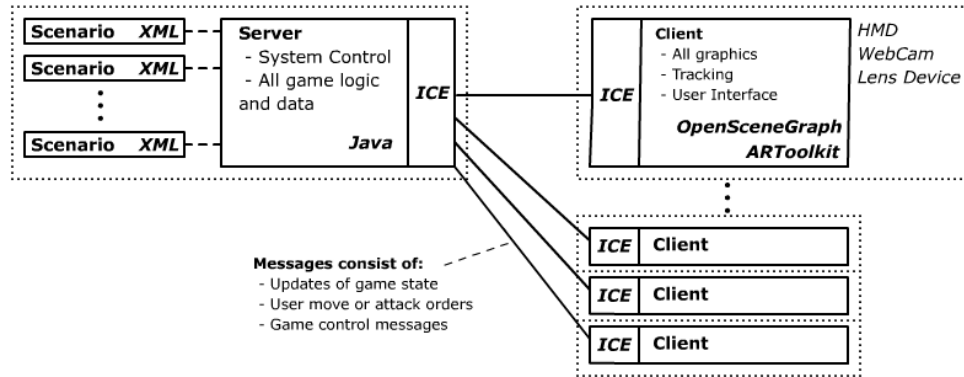 Scenario XML
Scenario XML
Scenario XML
Server
- System Control
- All game logic
and data
Java
ICE
ICE
Client
- All graphics
- Tracking
- User Interface
OpenSceneGraph
ARToolkit
HMD
WebCam
Lens Device
Messages consist of:
- Updates of game state
- User move or attack orders
- Game control messages
ICE Client
ICE Client
ICE Client